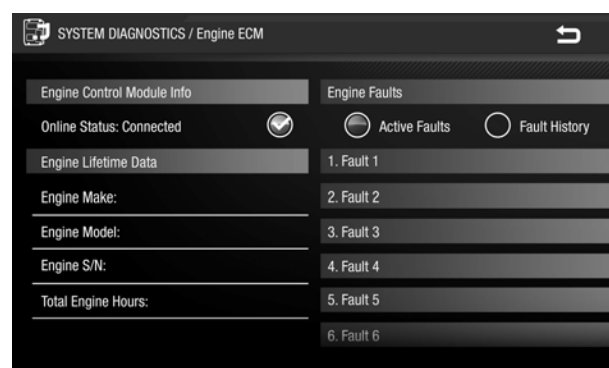 SYSTEM DIAGNOSTICS / Engine ECM
Engine Control Module Info
Online Status: Connected
Engine Lifetime Data
Engine Make:
Engine Model:
Engine S/N:
Total Engine Hours:
Engine Faults
Active Faults
Fault History
1. Fault 1
2. Fault 2
3. Fault 3
4. Fault 4
5. Fault 5
6. Fault 6